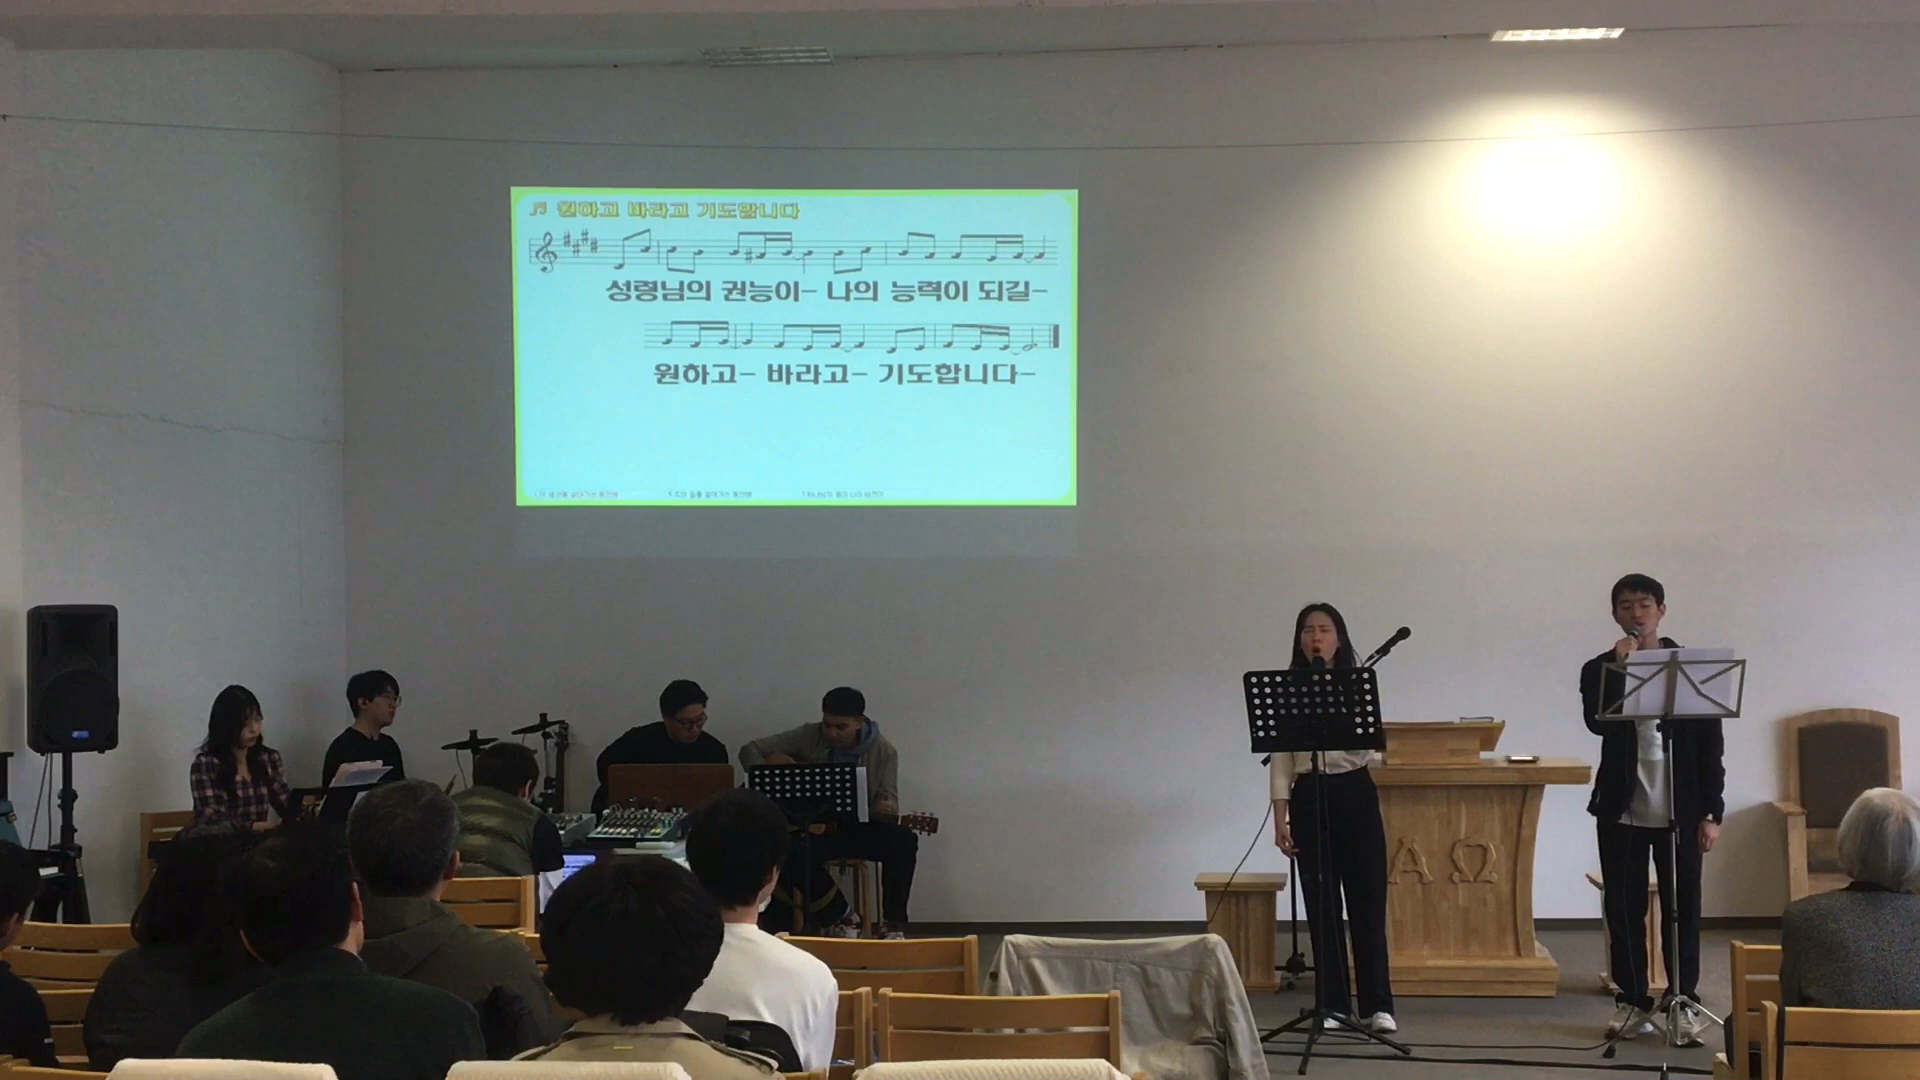 원하고 바라고 기도합니다
성령님의 권능이- 나의 능력이 되길-
원하고- 바라고- 기도합니다-
Α Ω